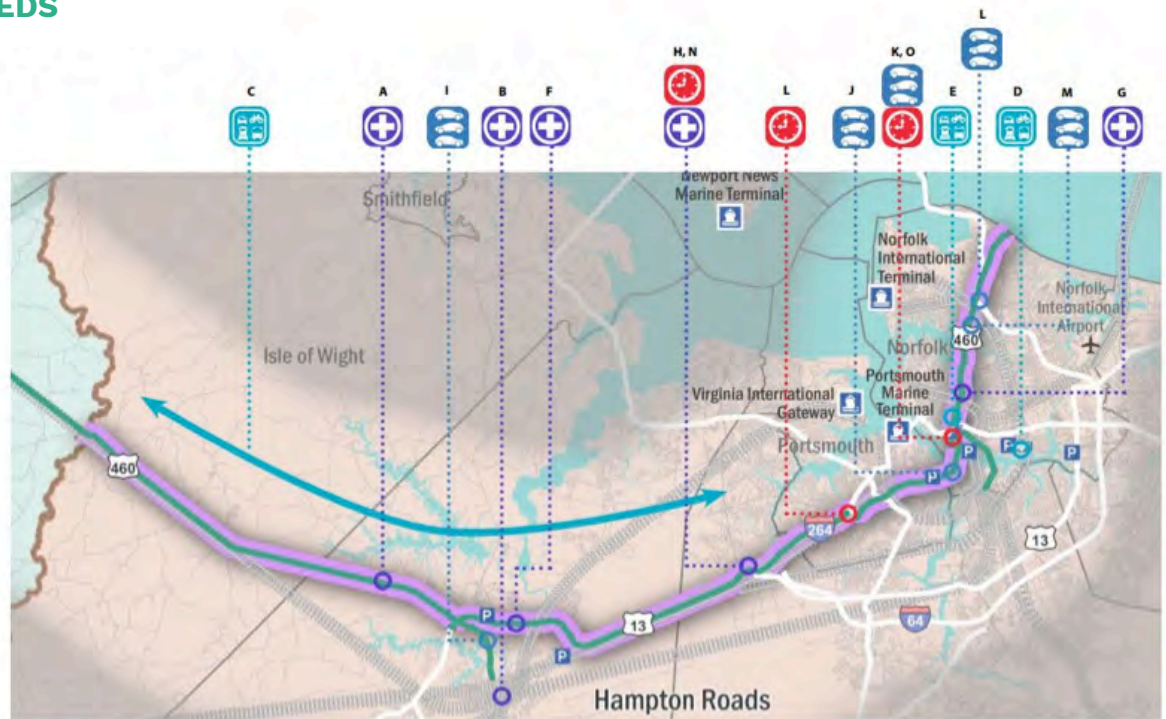 EDS
L
H, N
K, O
C
A
I
B
F
L
J
E
D
M
G
Newport News
Marine Terminal
Smithfield
Norfolk
International
Terminal
Norfolk
International
Airport
460
Isle of Wight
Norfolk
Portsmouth
Marine
Terminal
Virginia International
Gateway
Portsmouth
P
P
P
P
460
264
13
13
P
64
P
Hampton Roads